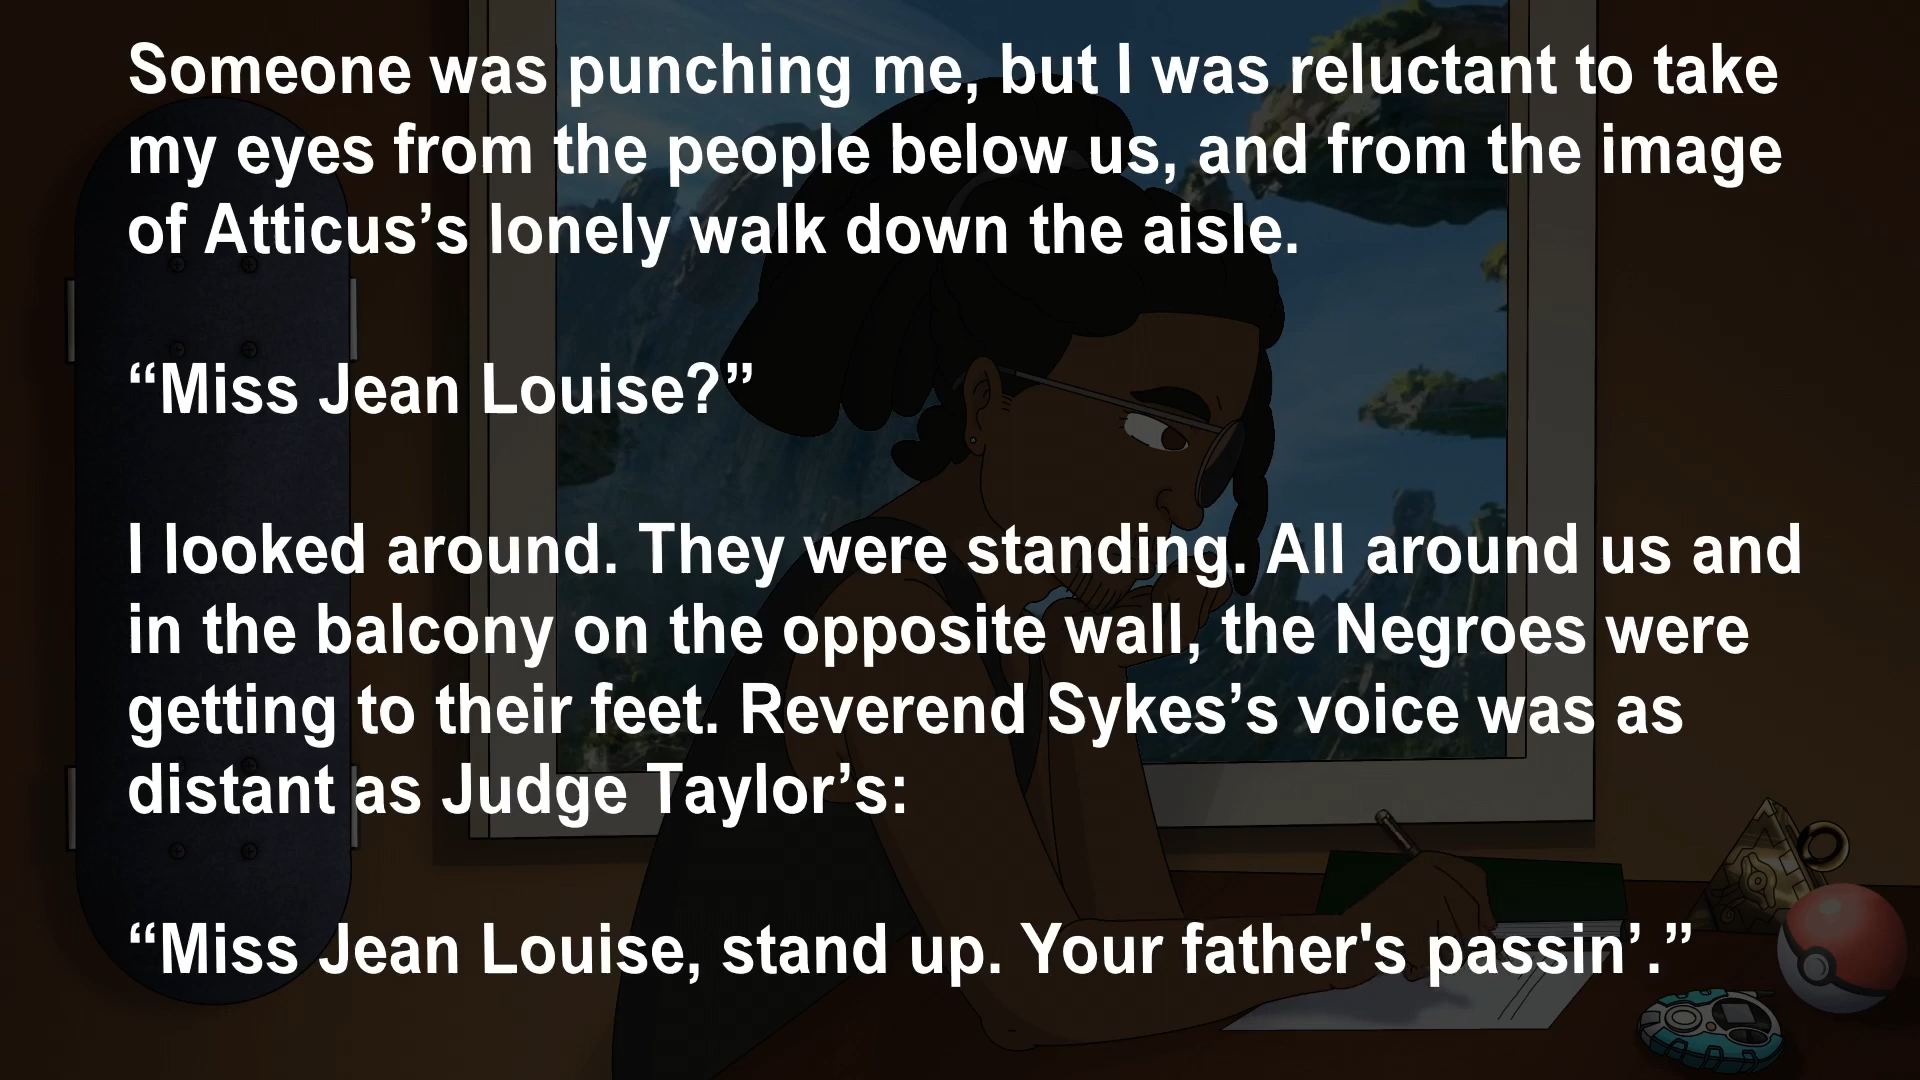 Someone was punching me, but I was reluctant to take
my eyes from the people below us, and from the image
of Atticus’s lonely walk down the aisle.
“Miss Jean Louise?”
I looked around. They were standing. All around us and
in the balcony on the opposite wall, the Negroes were
getting to their feet. Reverend Sykes’s voice was as
distant as Judge Taylor’s:
“Miss Jean Louise, stand up. Your father's passin’.”